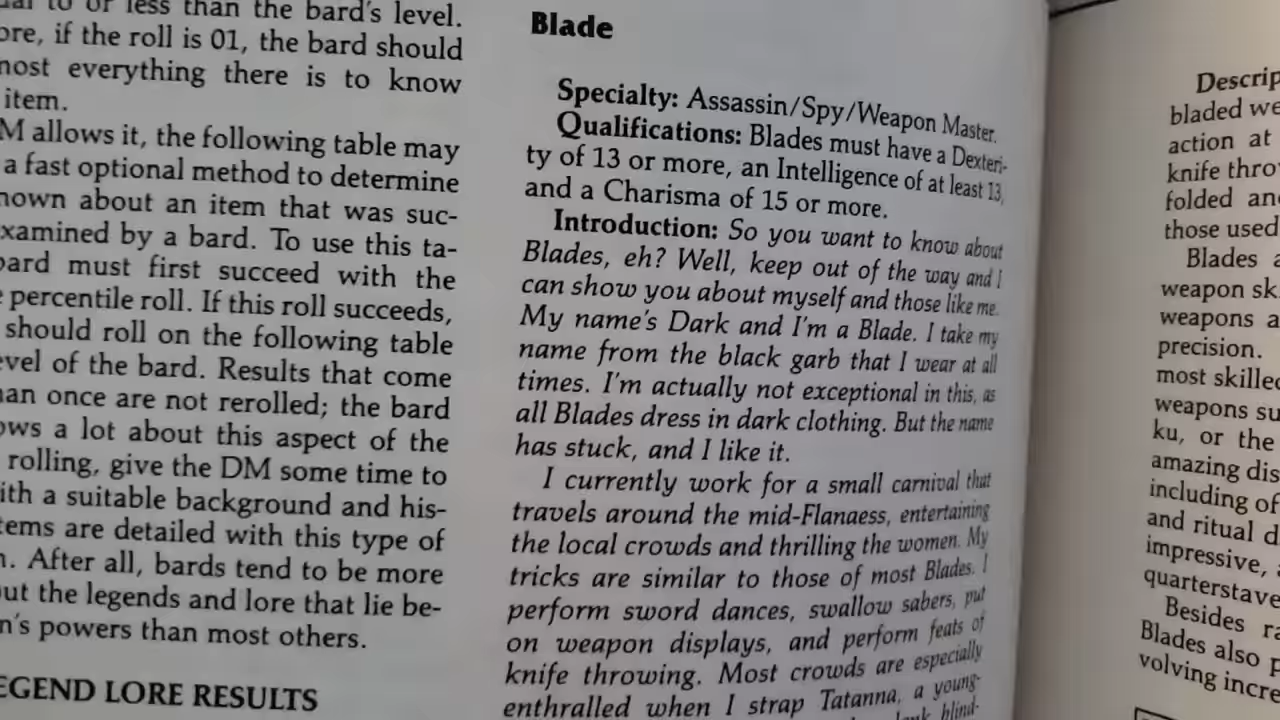 ual to or less than the bard's level.
ore, if the roll is 01, the bard should
most everything there is to know
item.
M allows it, the following table may
a fast optional method to determine
nown about an item that was suc-
xamined by a bard. To use this ta-
bard must first succeed with the
percentile roll. If this roll succeeds,
should roll on the following table
evel of the bard. Results that come
han once are not rerolled; the bard
ows a lot about this aspect of the
rolling, give the DM some time to
ith a suitable background and his-
tems are detailed with this type of
n. After all, bards tend to be more
out the legends and lore that lie be-
n's powers than most others.
EGEND LORE RESULTS
Blade
Specialty: Assassin/Spy/Weapon Master.
Qualifications: Blades must have a Dexteri-
ty of 13 or more, an Intelligence of at least 13,
and a Charisma of 15 or more.
Introduction: So you want to know about
Blades, eh? Well, keep out of the way and I
can show you about myself and those like me.
My name's Dark and I'm a Blade. I take my
name from the black garb that I wear at all
times. I'm actually not exceptional in this, as
all Blades dress in dark clothing. But the name
has stuck, and I like it.
I currently work for a small carnival that
travels around the mid-Flanaess, entertaining
the local crowds and thrilling the women. My
tricks are similar to those of most Blades. I
perform sword dances, swallow sabers, put
on weapon displays, and perform feats of
knife throwing. Most crowds are especially
enthralled when I strap Tatanna, a young-
blind-
Descrip
bladed we
action at
knife thro
folded an
those used
Blades a
weapon sk
weapons a
precision.
most skilled
weapons su
ku, or the
amazing dis
including of
and ritual d
impressive, a
quarterstave
Besides ra
Blades also p
volving incre